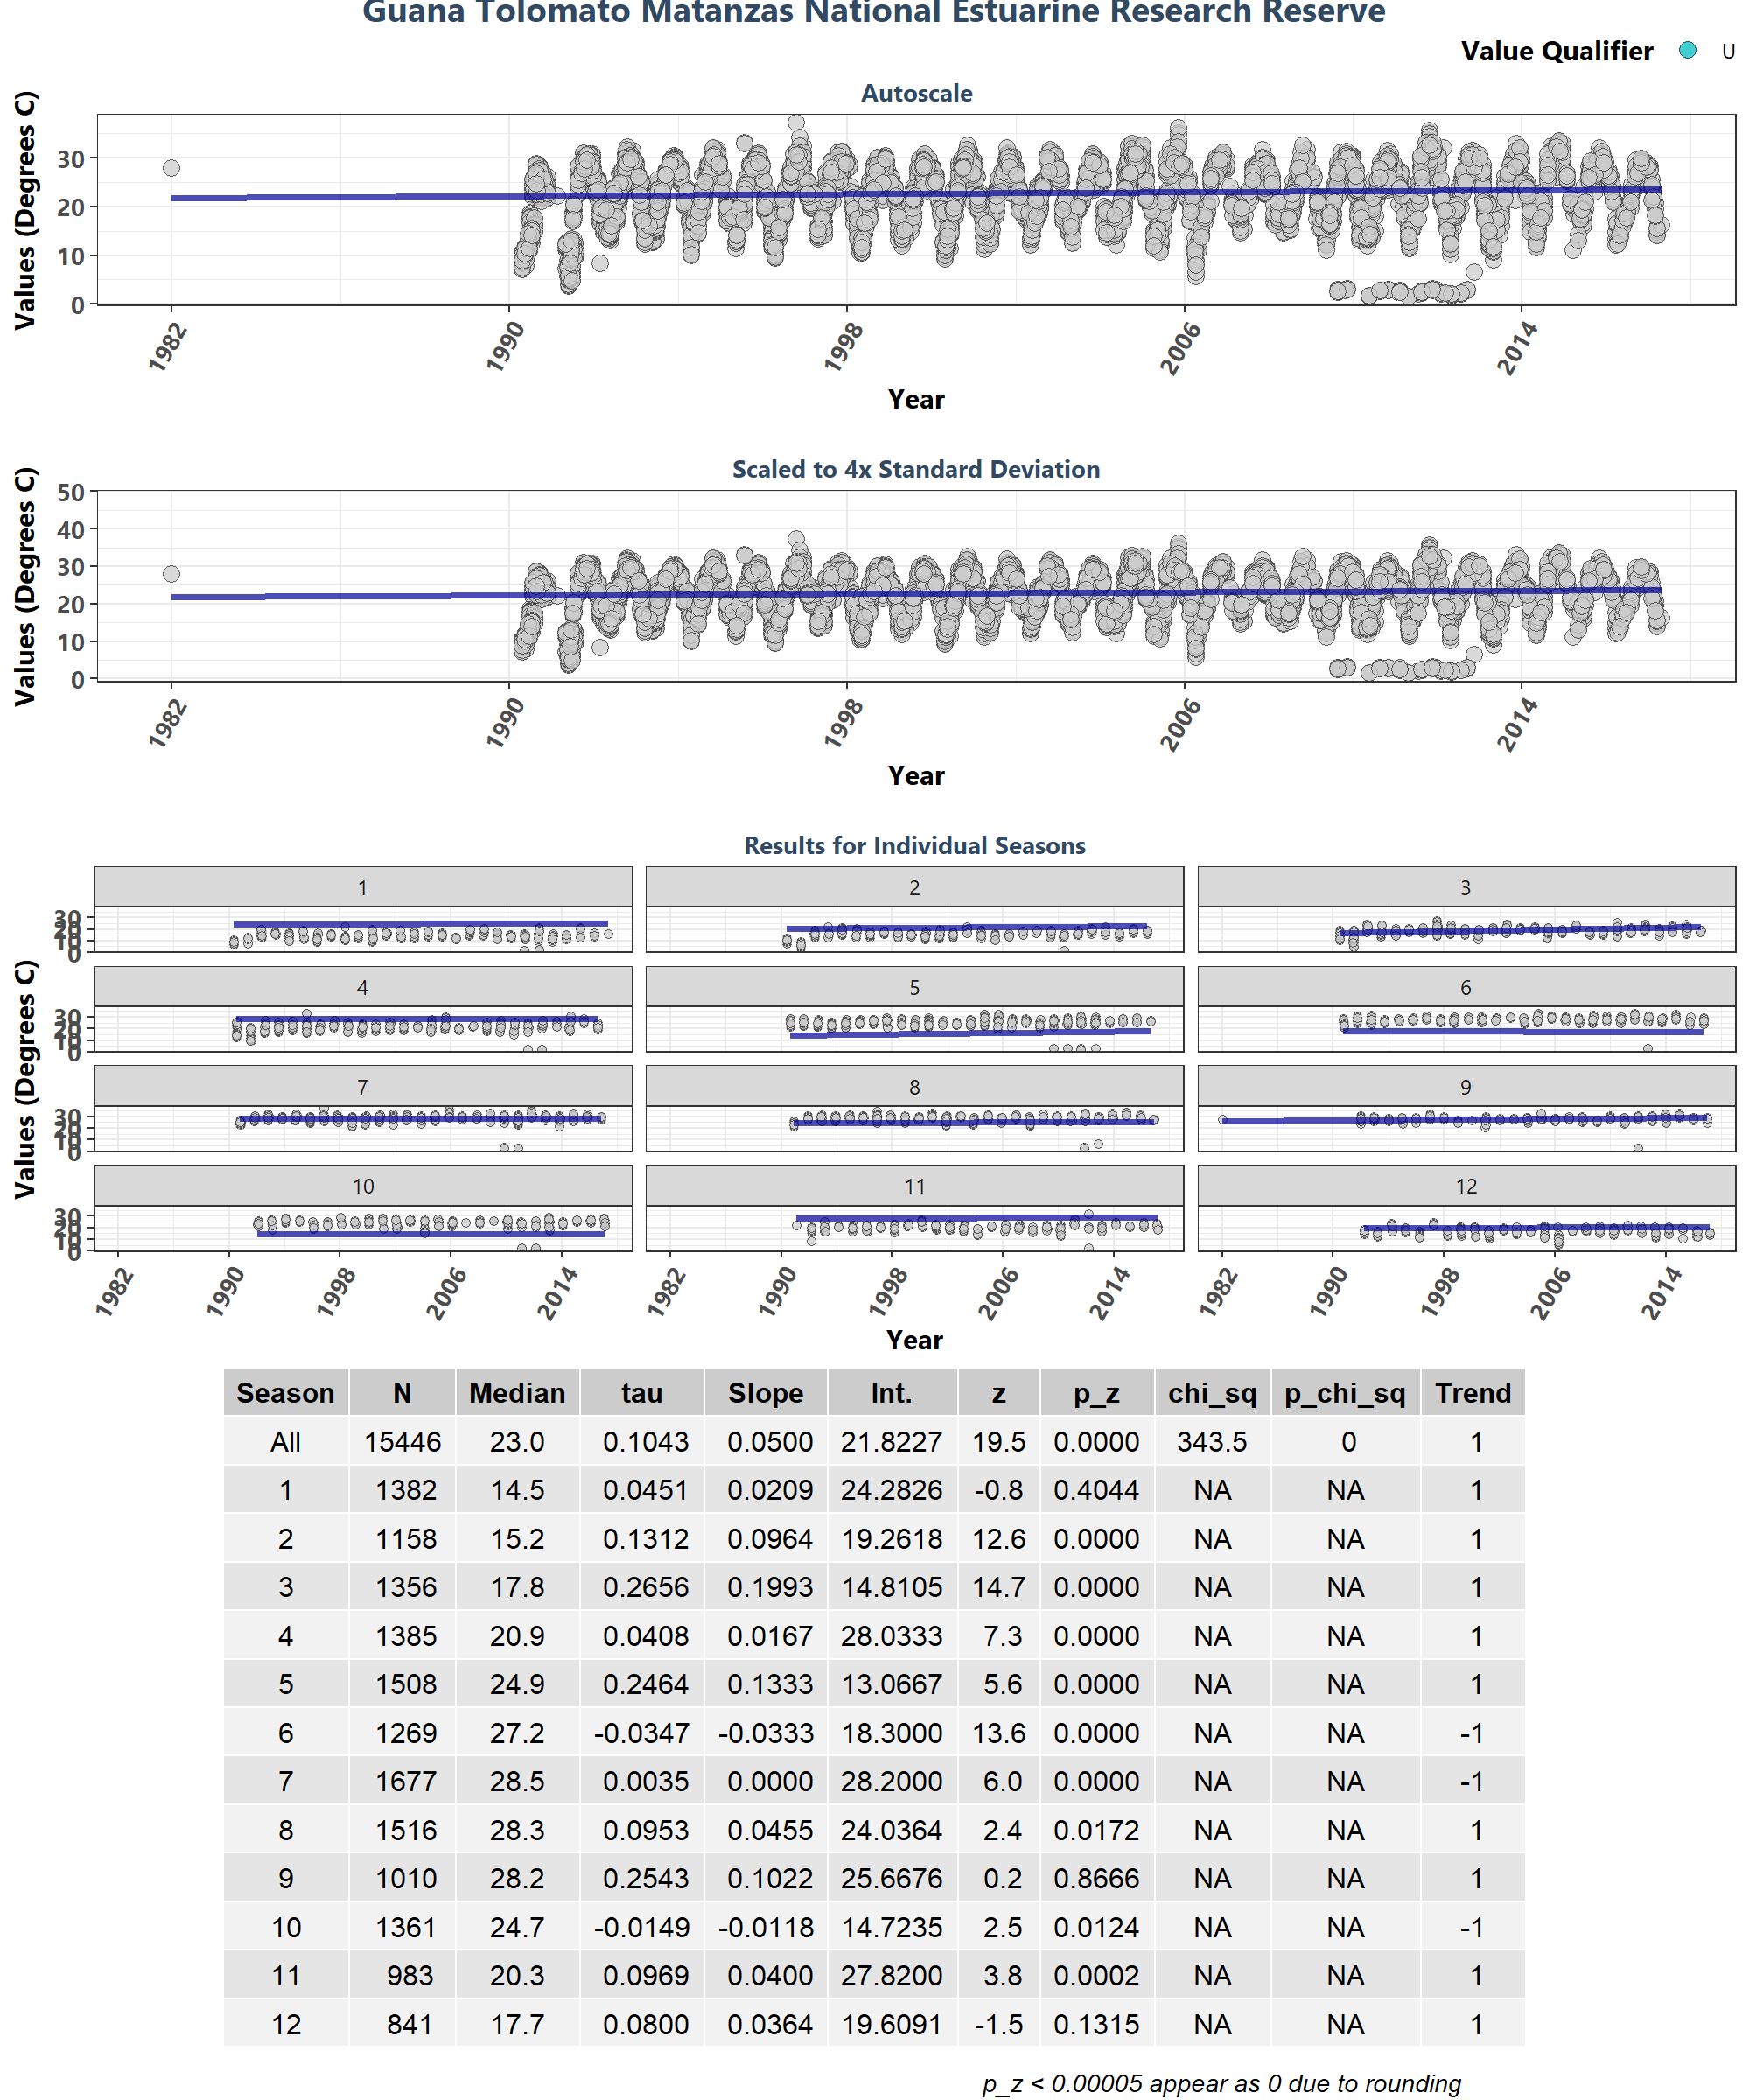 Guana Tolomato Matanzas National Estuarine Research Reserve
Value Qualifier U
Autoscale
Values (Degrees C)
30
20
10
0
1982 1990 1998 2006 2014
Year
Scaled to 4x Standard Deviation
Values (Degrees C)
50
40
30
20
10
0
1982 1990 1998 2006 2014
Year
Results for Individual Seasons
Values (Degrees C)
1 2 3
30
20
10
0
4 5 6
30
20
10
0
7 8 9
30
20
10
0
10 11 12
30
20
10
0
1982 1990 1998 2006 2014 1982 1990 1998 2006 2014 1982 1990 1998 2006 2014
Year
Season N Median tau Slope Int. z p_z chi_sq p_chi_sq Trend
All 15446 23.0 0.1043 0.0500 21.8227 19.5 0.0000 343.5 0 1
1 1382 14.5 0.0451 0.0209 24.2826 -0.8 0.4044 NA NA 1
2 1158 15.2 0.1312 0.0964 19.2618 12.6 0.0000 NA NA 1
3 1356 17.8 0.2656 0.1993 14.8105 14.7 0.0000 NA NA 1
4 1385 20.9 0.0408 0.0167 28.0333 7.3 0.0000 NA NA 1
5 1508 24.9 0.2464 0.1333 13.0667 5.6 0.0000 NA NA 1
6 1269 27.2 -0.0347 -0.0333 18.3000 13.6 0.0000 NA NA -1
7 1677 28.5 0.0035 0.0000 28.2000 6.0 0.0000 NA NA -1
8 1516 28.3 0.0953 0.0455 24.0364 2.4 0.0172 NA NA 1
9 1010 28.2 0.2543 0.1022 25.6676 0.2 0.8666 NA NA 1
10 1361 24.7 -0.0149 -0.0118 14.7235 2.5 0.0124 NA NA -1
11 983 20.3 0.0969 0.0400 27.8200 3.8 0.0002 NA NA 1
12 841 17.7 0.0800 0.0364 19.6091 -1.5 0.1315 NA NA 1
p_z < 0.00005 appear as 0 due to rounding